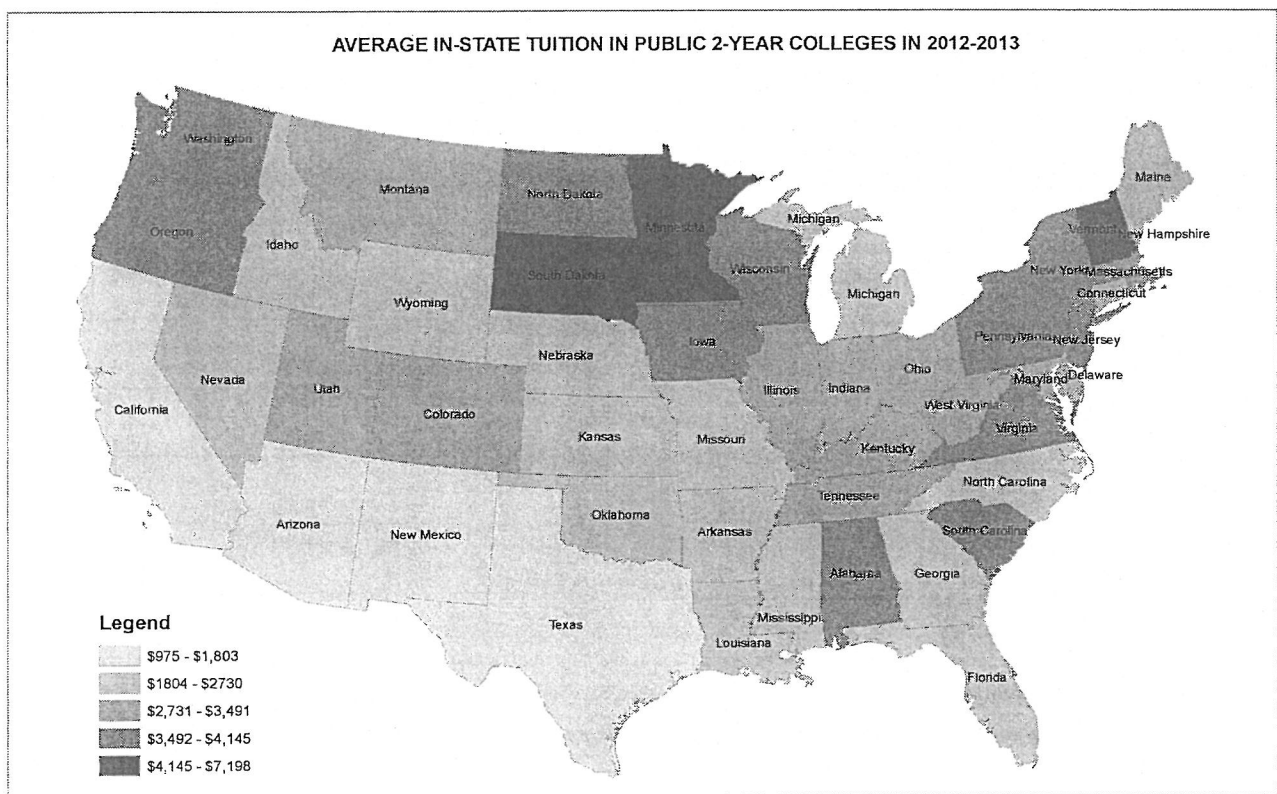 AVERAGE IN-STATE TUITION IN PUBLIC 2-YEAR COLLEGES IN 2012-2013
Washington
Montana
North Dakota
Minnesota
Michigan
Maine
Oregon
Idaho
Vermont
New Hampshire
South Dakota
Wisconsin
New York
Massachusetts
Wyoming
Michigan
Connecticut
Iowa
Pennsylvania
New Jersey
Nebraska
Ohio
Maryland
Delaware
Nevada
Utah
Illinois
Indiana
California
Colorado
West Virginia
Kansas
Missouri
Kentucky
Virginia
North Carolina
Tennessee
Arizona
New Mexico
Oklahoma
Arkansas
South Carolina
Alabama
Georgia
Texas
Mississippi
Louisiana
Florida
Legend
$975 - $1,803
$1804 - $2730
$2,731 - $3,491
$3,492 - $4,145
$4,145 - $7,198